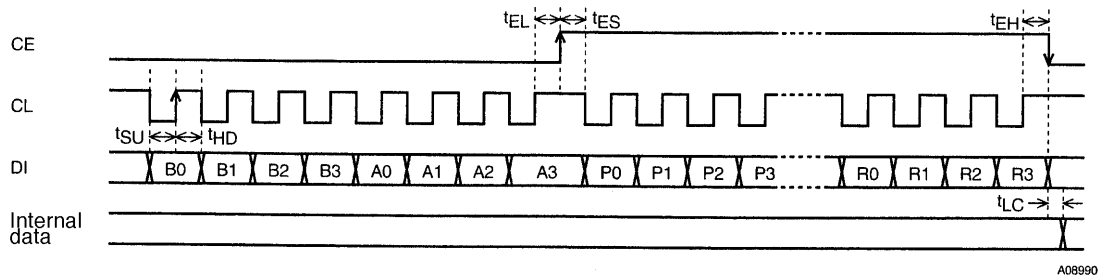 tEL tES tEH
CE
CL
tSU tHD
DI B0 B1 B2 B3 A0 A1 A2 A3 P0 P1 P2 P3 R0 R1 R2 R3
tLC
Internal
data
A08990